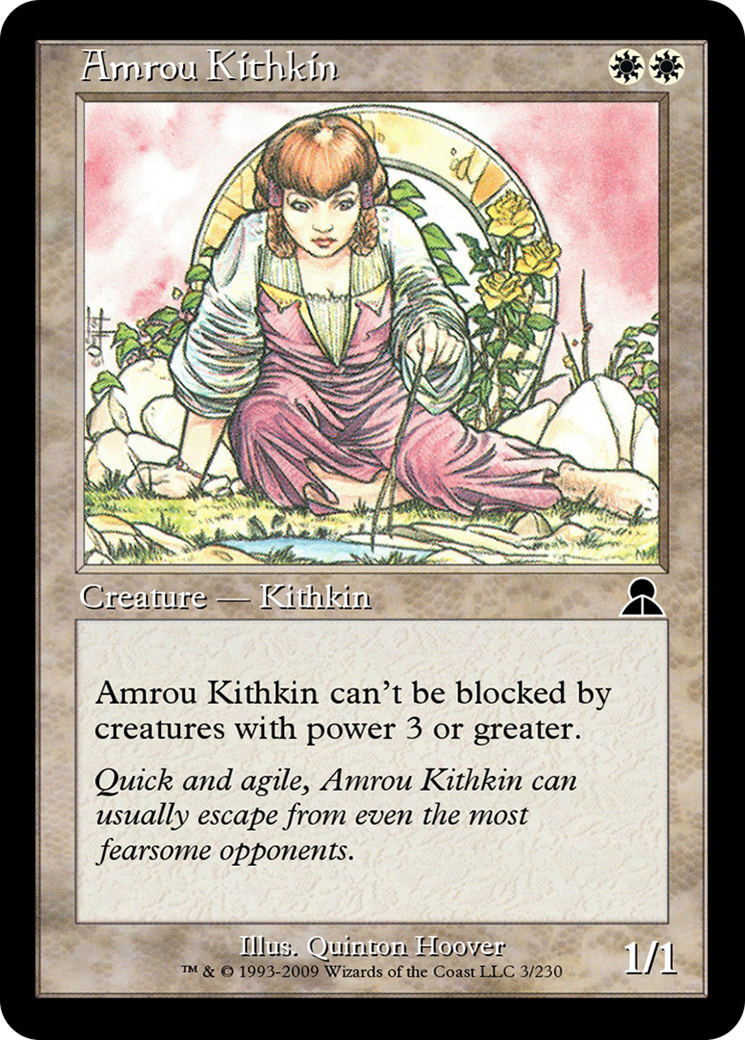 Amrou Kithkin
Creature — Kithkin
Amrou Kithkin can't be blocked by
creatures with power 3 or greater.
Quick and agile, Amrou Kithkin can
usually escape from even the most
fearsome opponents.
Illus. Quinton Hoover
™ & © 1993-2009 Wizards of the Coast LLC 3/230
1/1